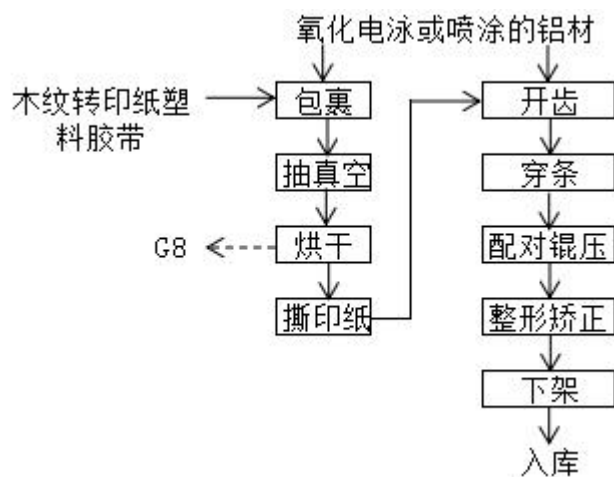 氧化电泳或喷涂的铝材
木纹转印纸塑
料胶带
包裹
抽真空
G8
烘干
撕印纸
开齿
穿条
配对锟压
整形矫正
下架
入库